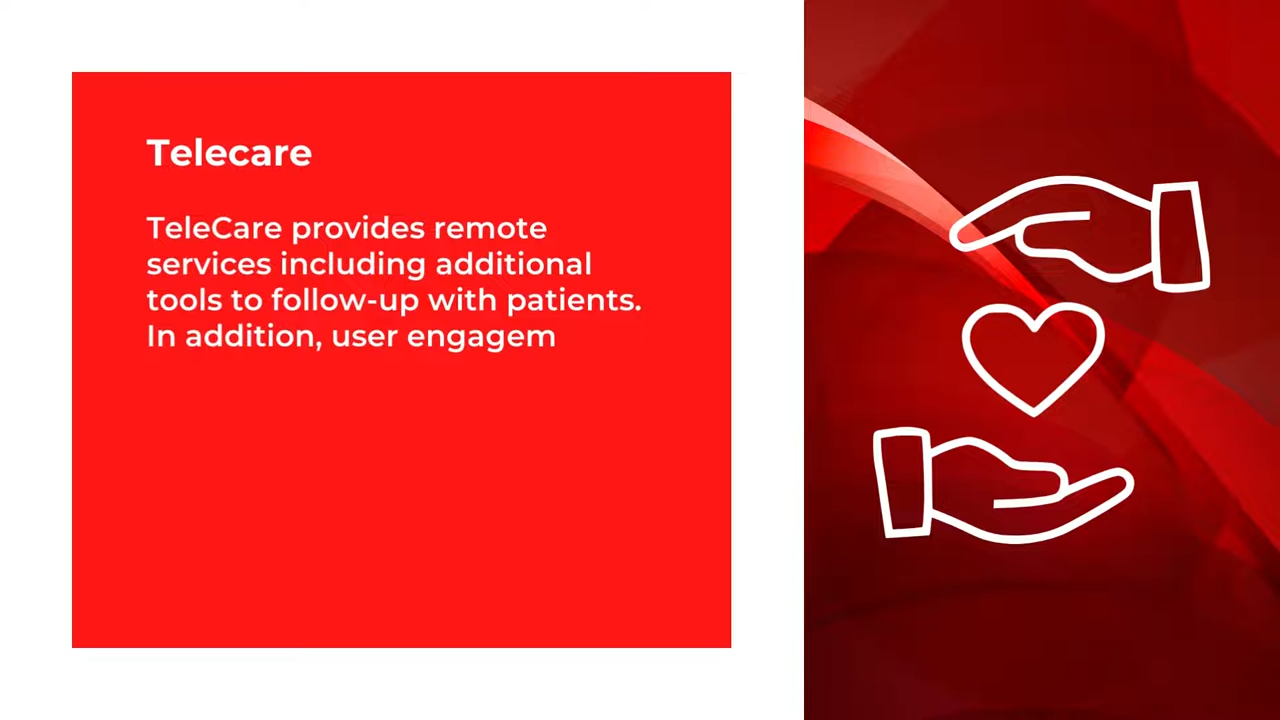 Telecare
TeleCare provides remote
services including additional
tools to follow-up with patients.
In addition, user engagem